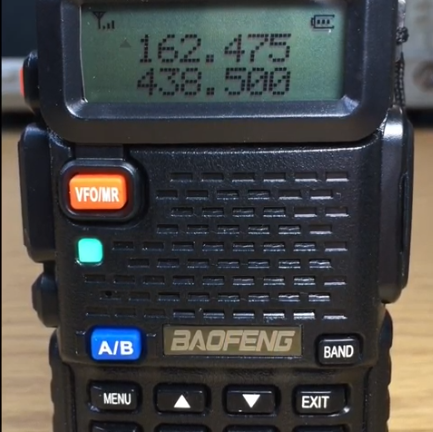 162.475
438.500
VFO/MR
A/B
BAOFENG
BAND
MENU
EXIT